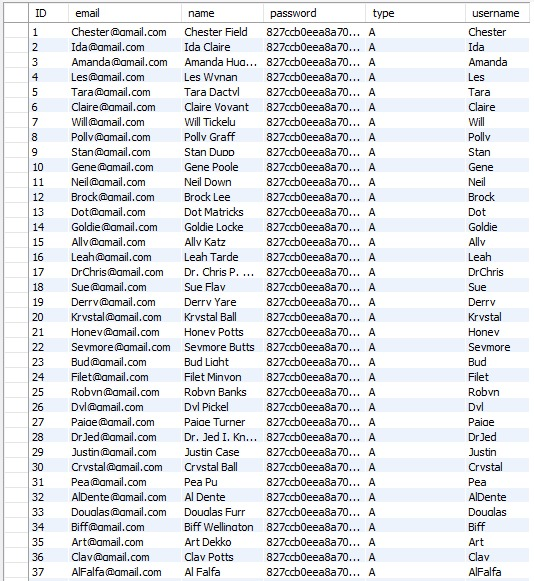 ID email name password type username
1 Chester@gmail.com Chester Field 827ccb0eea8a70... A Chester
2 Ida@gmail.com Ida Claire 827ccb0eea8a70... A Ida
3 Amanda@gmail.com Amanda Hug... 827ccb0eea8a70... A Amanda
4 Les@gmail.com Les Wynan 827ccb0eea8a70... A Les
5 Tara@gmail.com Tara Dactyl 827ccb0eea8a70... A Tara
6 Claire@gmail.com Claire Voyant 827ccb0eea8a70... A Claire
7 Will@gmail.com Will Tickelu 827ccb0eea8a70... A Will
8 Polly@gmail.com Polly Graff 827ccb0eea8a70... A Polly
9 Stan@gmail.com Stan Dupp 827ccb0eea8a70... A Stan
10 Gene@gmail.com Gene Poole 827ccb0eea8a70... A Gene
11 Neil@gmail.com Neil Down 827ccb0eea8a70... A Neil
12 Brock@gmail.com Brock Lee 827ccb0eea8a70... A Brock
13 Dot@gmail.com Dot Matricks 827ccb0eea8a70... A Dot
14 Goldie@gmail.com Goldie Locke 827ccb0eea8a70... A Goldie
15 Ally@gmail.com Ally Katz 827ccb0eea8a70... A Ally
16 Leah@gmail.com Leah Tarde 827ccb0eea8a70... A Leah
17 DrChris@gmail.com Dr. Chris P. ... 827ccb0eea8a70... A DrChris
18 Sue@gmail.com Sue Flay 827ccb0eea8a70... A Sue
19 Derry@gmail.com Derry Yare 827ccb0eea8a70... A Derry
20 Krystal@gmail.com Krystal Ball 827ccb0eea8a70... A Krystal
21 Honey@gmail.com Honey Potts 827ccb0eea8a70... A Honey
22 Seymore@gmail.com Seymore Butts 827ccb0eea8a70... A Seymore
23 Bud@gmail.com Bud Light 827ccb0eea8a70... A Bud
24 Filet@gmail.com Filet Minyon 827ccb0eea8a70... A Filet
25 Robyn@gmail.com Robyn Banks 827ccb0eea8a70... A Robyn
26 Dyl@gmail.com Dyl Pickel 827ccb0eea8a70... A Dyl
27 Paige@gmail.com Paige Turner 827ccb0eea8a70... A Paige
28 DrJed@gmail.com Dr. Jed I. Kn... 827ccb0eea8a70... A DrJed
29 Justin@gmail.com Justin Case 827ccb0eea8a70... A Justin
30 Crystal@gmail.com Crystal Ball 827ccb0eea8a70... A Crystal
31 Pea@gmail.com Pea Pu 827ccb0eea8a70... A Pea
32 AlDente@gmail.com Al Dente 827ccb0eea8a70... A AlDente
33 Douglas@gmail.com Douglas Furr 827ccb0eea8a70... A Douglas
34 Biff@gmail.com Biff Wellington 827ccb0eea8a70... A Biff
35 Art@gmail.com Art Dekko 827ccb0eea8a70... A Art
36 Clay@gmail.com Clay Potts 827ccb0eea8a70... A Clay
37 AlFalfa@gmail.com Al Falfa 827ccb0eea8a70... A AlFalfa